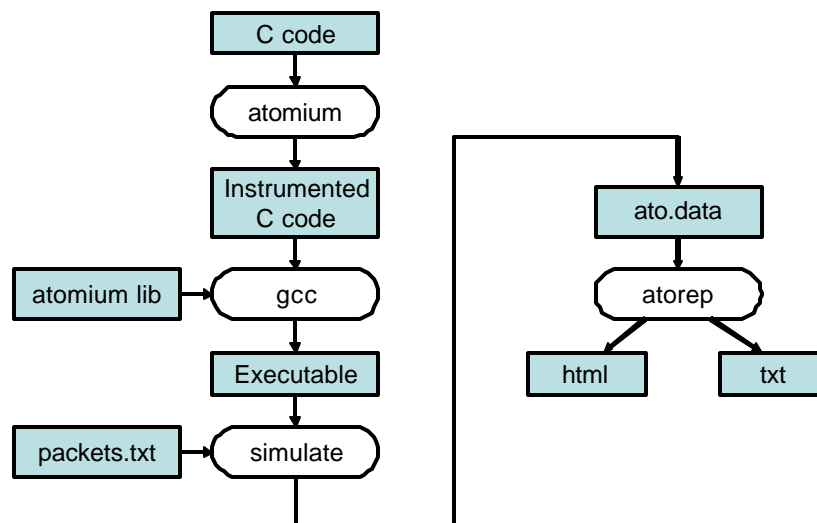 C code
atomium
Instrumented
C code
atomium lib
gcc
Executable
packets.txt
simulate
ato.data
atorep
html
txt